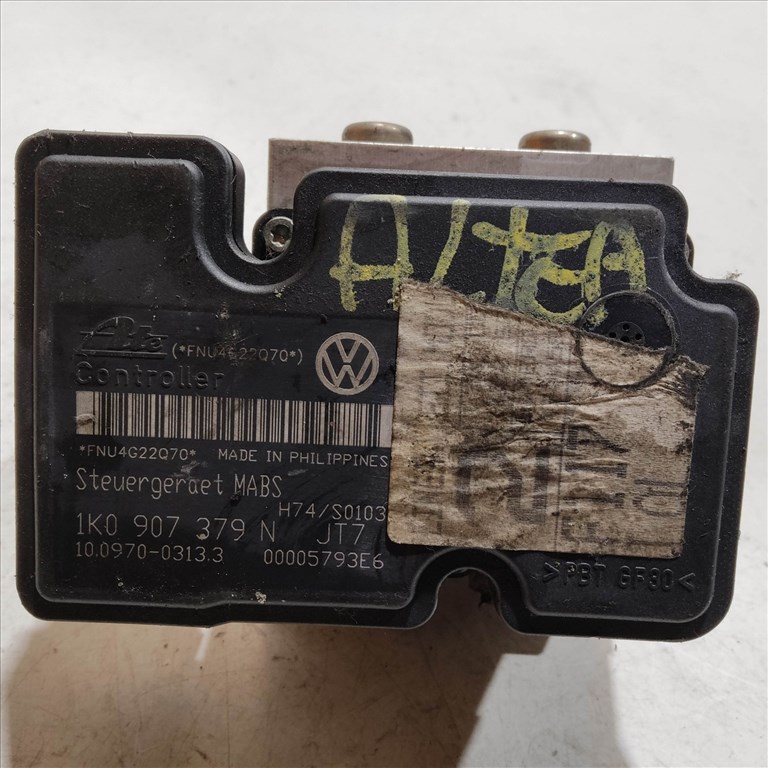 ALTEA
Ate (*FNU4G22Q70*)
Controller
*FNU4G22Q70* MADE IN PHILIPPINES
Steuergeraet MABS
H74/S0103
1K0 907 379 N JT7
10.0970-0313.3 00005793E6
>PBT GF30<